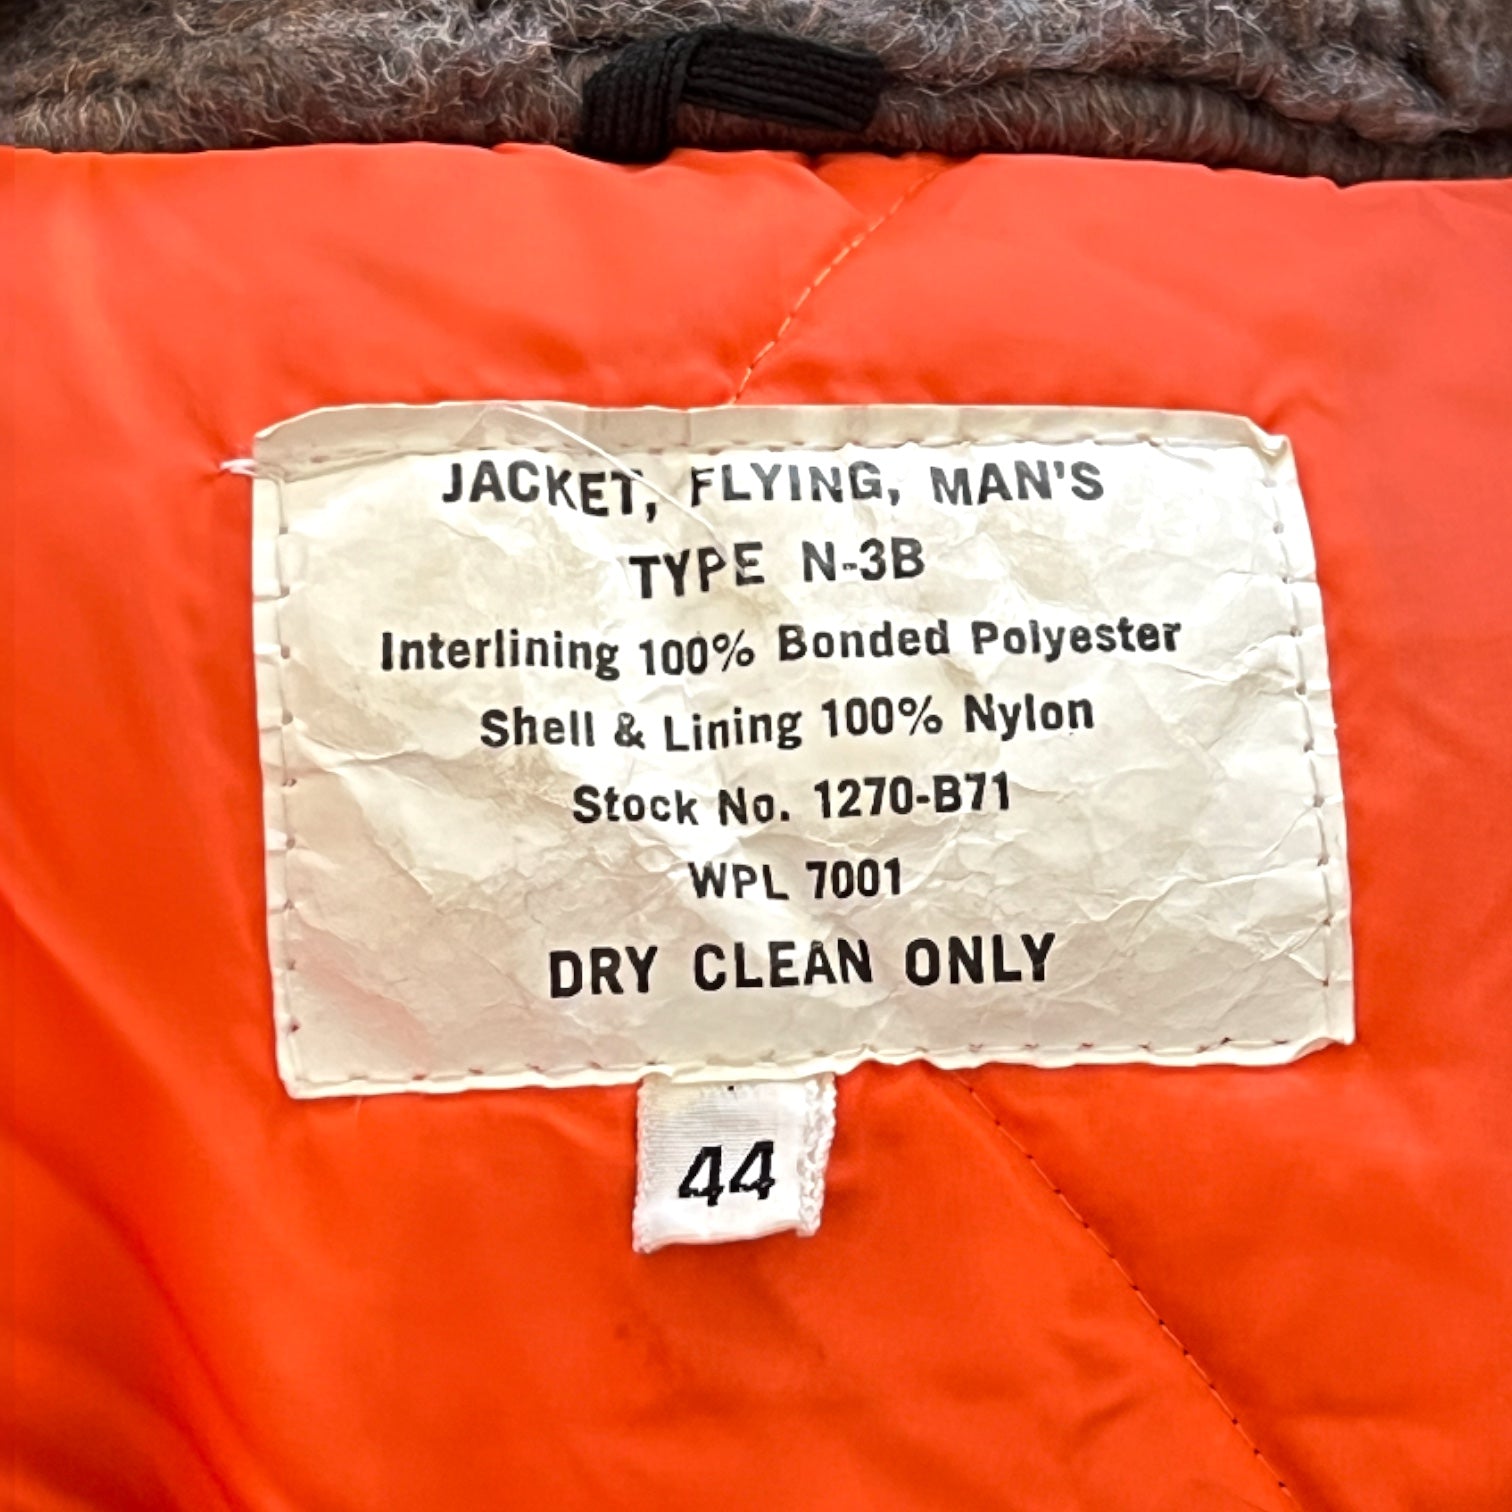 JACKET, FLYING, MAN'S
TYPE N-3B
Interlining 100% Bonded Polyester
Shell & Lining 100% Nylon
Stock No. 1270-B71
WPL 7001
DRY CLEAN ONLY
44